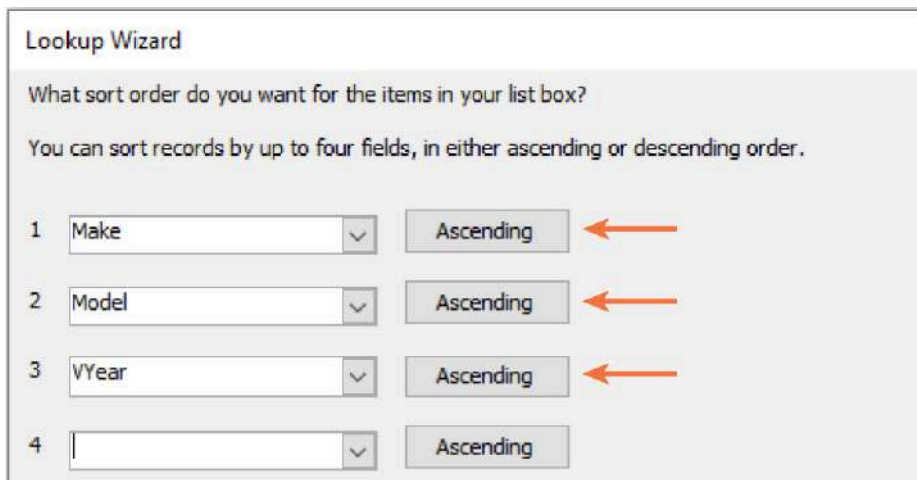 Lookup Wizard
What sort order do you want for the items in your list box?
You can sort records by up to four fields, in either ascending or descending order.
1 Make Ascending
2 Model Ascending
3 VYear Ascending
4 Ascending